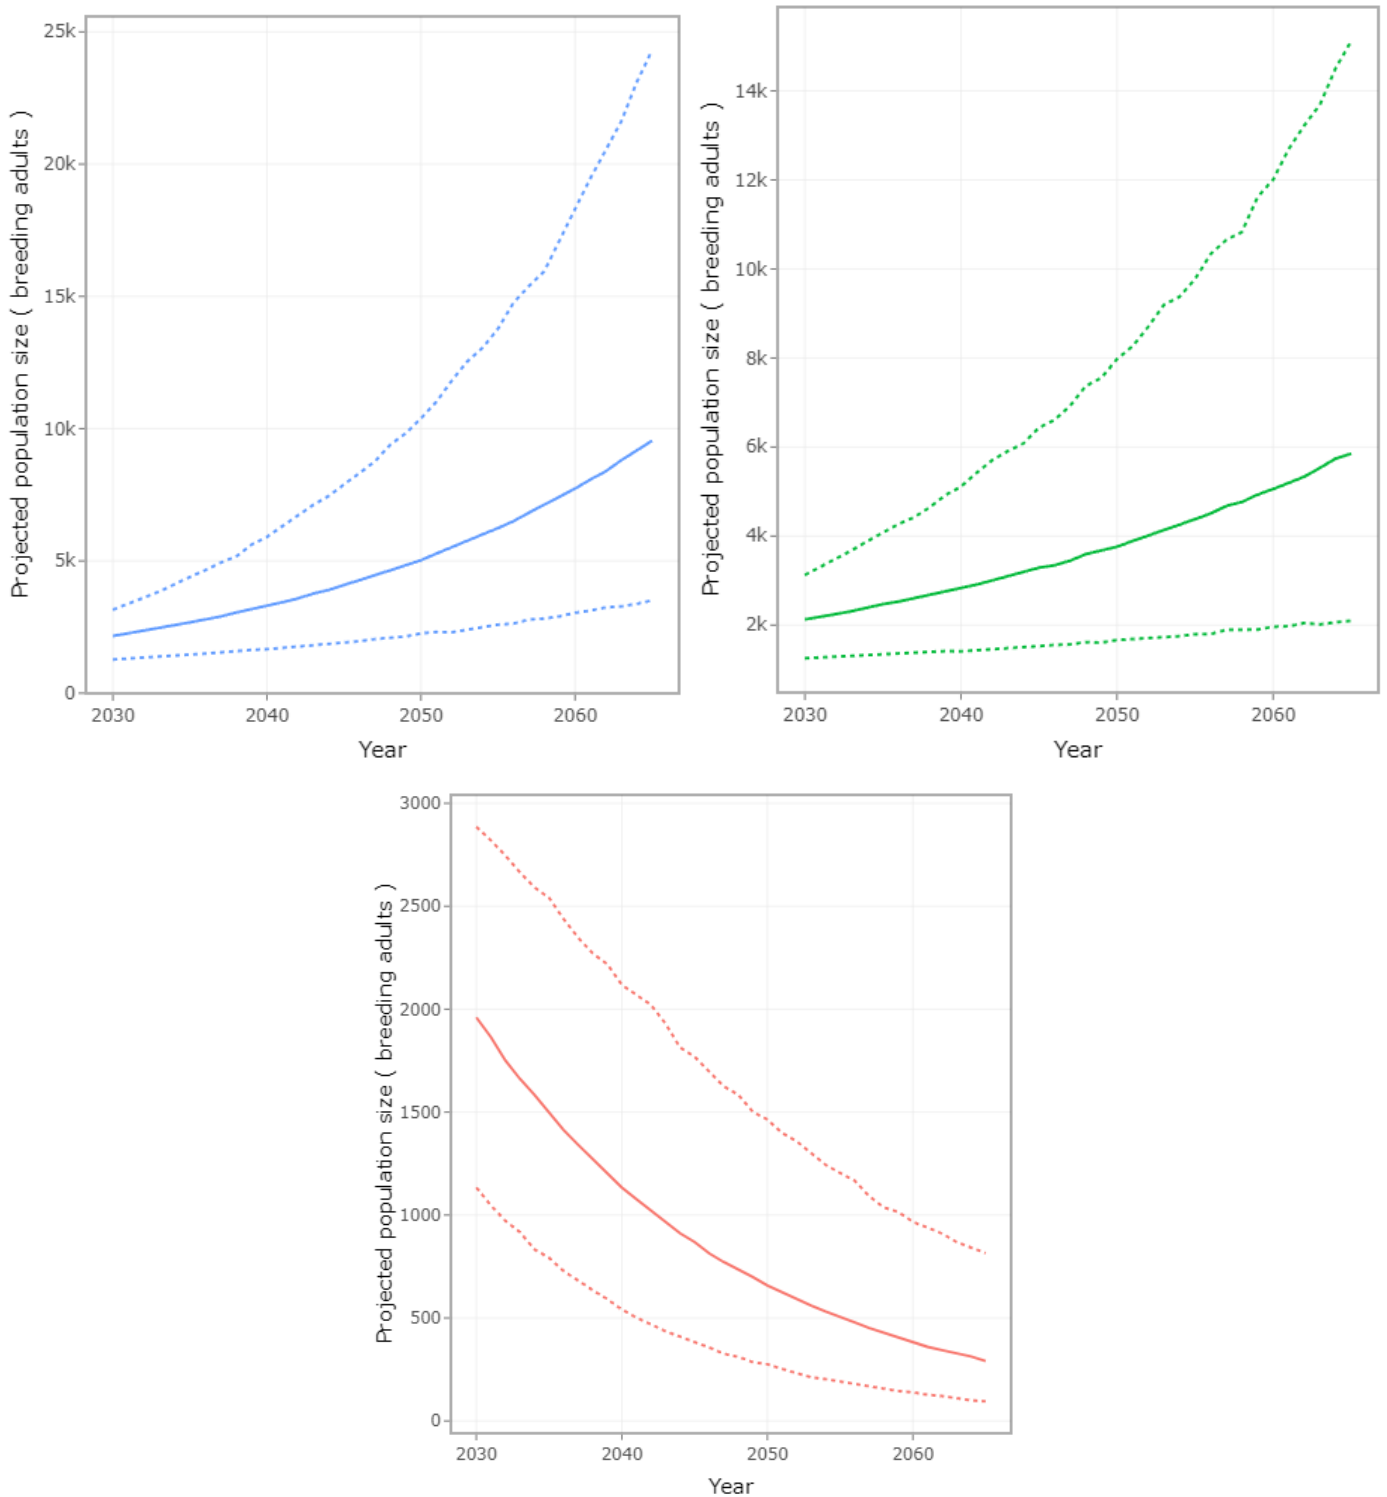 25k
20k
15k
10k
5k
0
Projected population size ( breeding adults )
2030 2040 2050 2060
Year
14k
12k
10k
8k
6k
4k
2k
Projected population size ( breeding adults )
2030 2040 2050 2060
Year
3000
2500
2000
1500
1000
500
0
Projected population size ( breeding adults )
2030 2040 2050 2060
Year